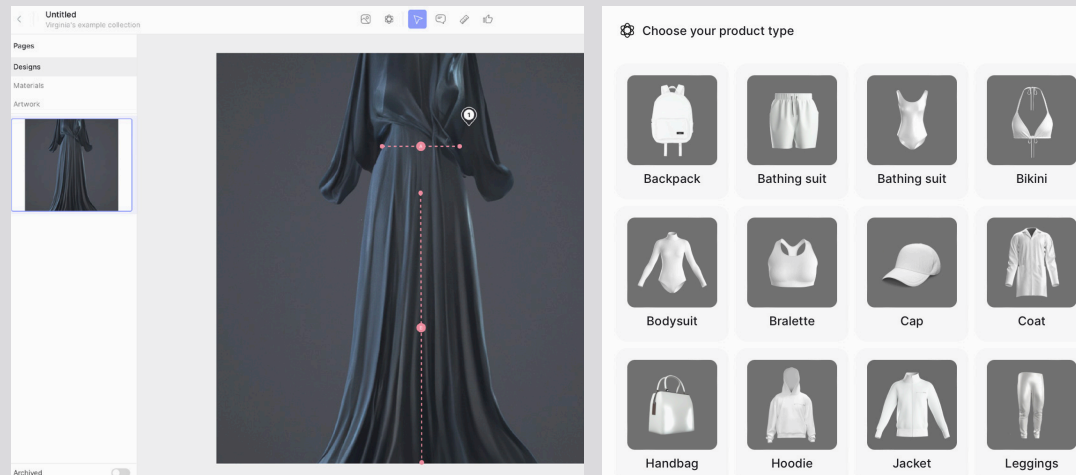 Untitled
Virginia's example collection
Pages
Designs
Materials
Artwork
1
Archived
Choose your product type
Backpack
Bathing suit
Bathing suit
Bikini
Bodysuit
Bralette
Cap
Coat
Handbag
Hoodie
Jacket
Leggings